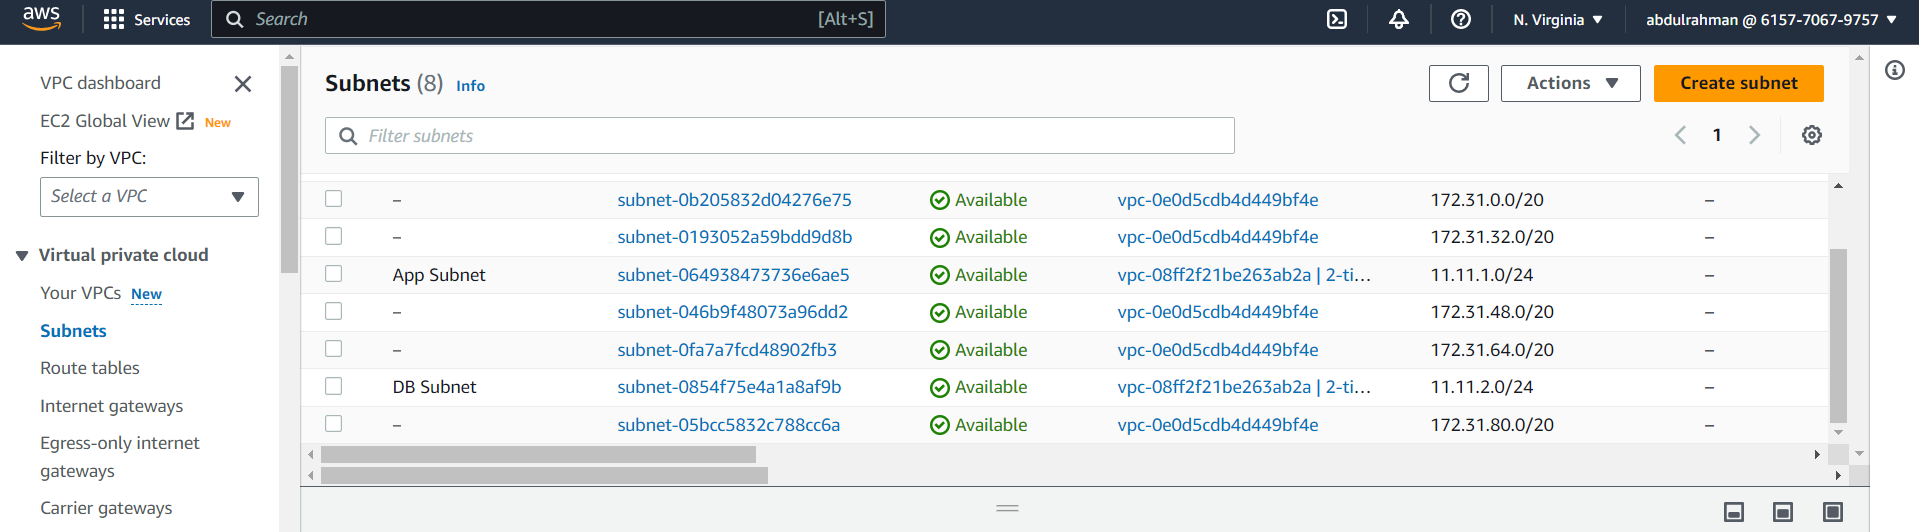 aws Services Search [Alt+S] N. Virginia abdulrahman @ 6157-7067-9757
VPC dashboard
EC2 Global View New
Filter by VPC:
Select a VPC
Virtual private cloud
Your VPCs New
Subnets
Route tables
Internet gateways
Egress-only internet
gateways
Carrier gateways
Subnets (8) Info
Actions Create subnet
Filter subnets
1
– subnet-0b205832d04276e75 Available vpc-0e0d5cdb4d449bf4e 172.31.0.0/20 –
– subnet-0193052a59bdd9d8b Available vpc-0e0d5cdb4d449bf4e 172.31.32.0/20 –
App Subnet subnet-064938473736e6ae5 Available vpc-08ff2f21be263ab2a | 2-ti... 11.11.1.0/24 –
– subnet-046b9f48073a96dd2 Available vpc-0e0d5cdb4d449bf4e 172.31.48.0/20 –
– subnet-0fa7a7fcd48902fb3 Available vpc-0e0d5cdb4d449bf4e 172.31.64.0/20 –
DB Subnet subnet-0854f75e4a1a8af9b Available vpc-08ff2f21be263ab2a | 2-ti... 11.11.2.0/24 –
– subnet-05bcc5832c788cc6a Available vpc-0e0d5cdb4d449bf4e 172.31.80.0/20 –